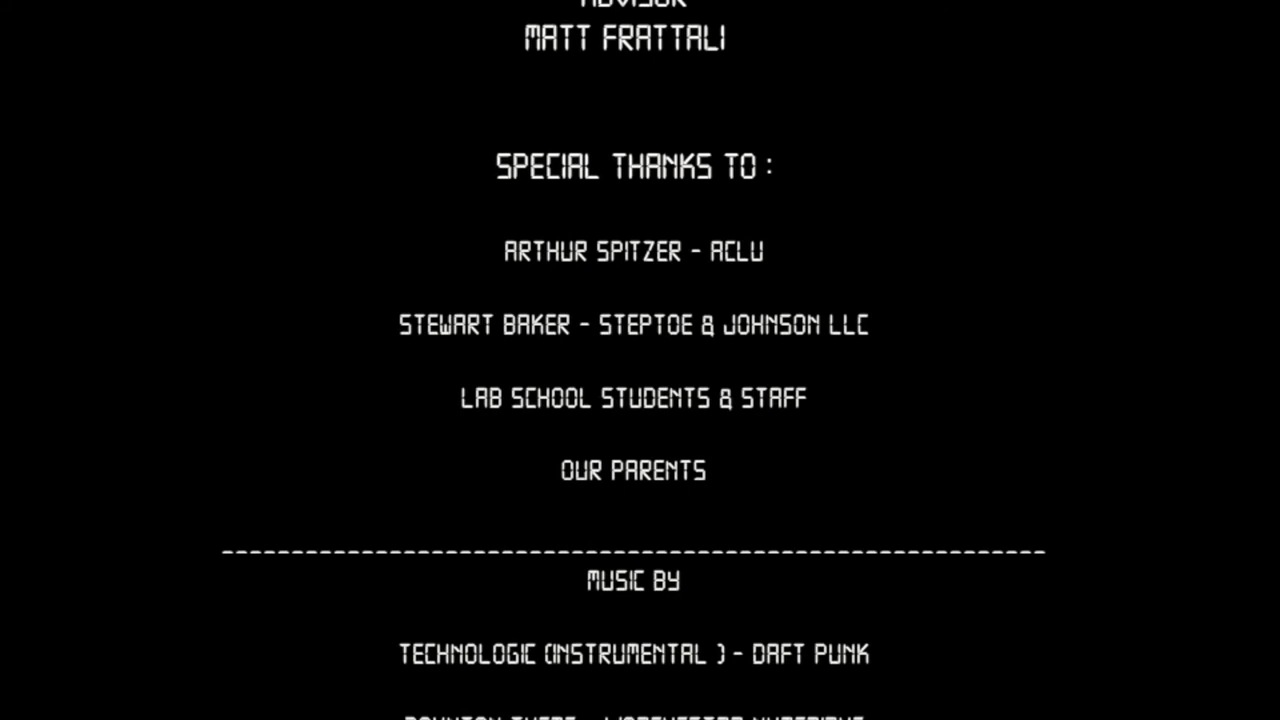 ADVISOR
MATT FRATTALI
SPECIAL THANKS TO :
ARTHUR SPITZER - ACLU
STEWART BAKER - STEPTOE & JOHNSON LLC
LAB SCHOOL STUDENTS & STAFF
OUR PARENTS
-----------------------------------------------------------
MUSIC BY
TECHNOLOGIC (INSTRUMENTAL ) - DAFT PUNK